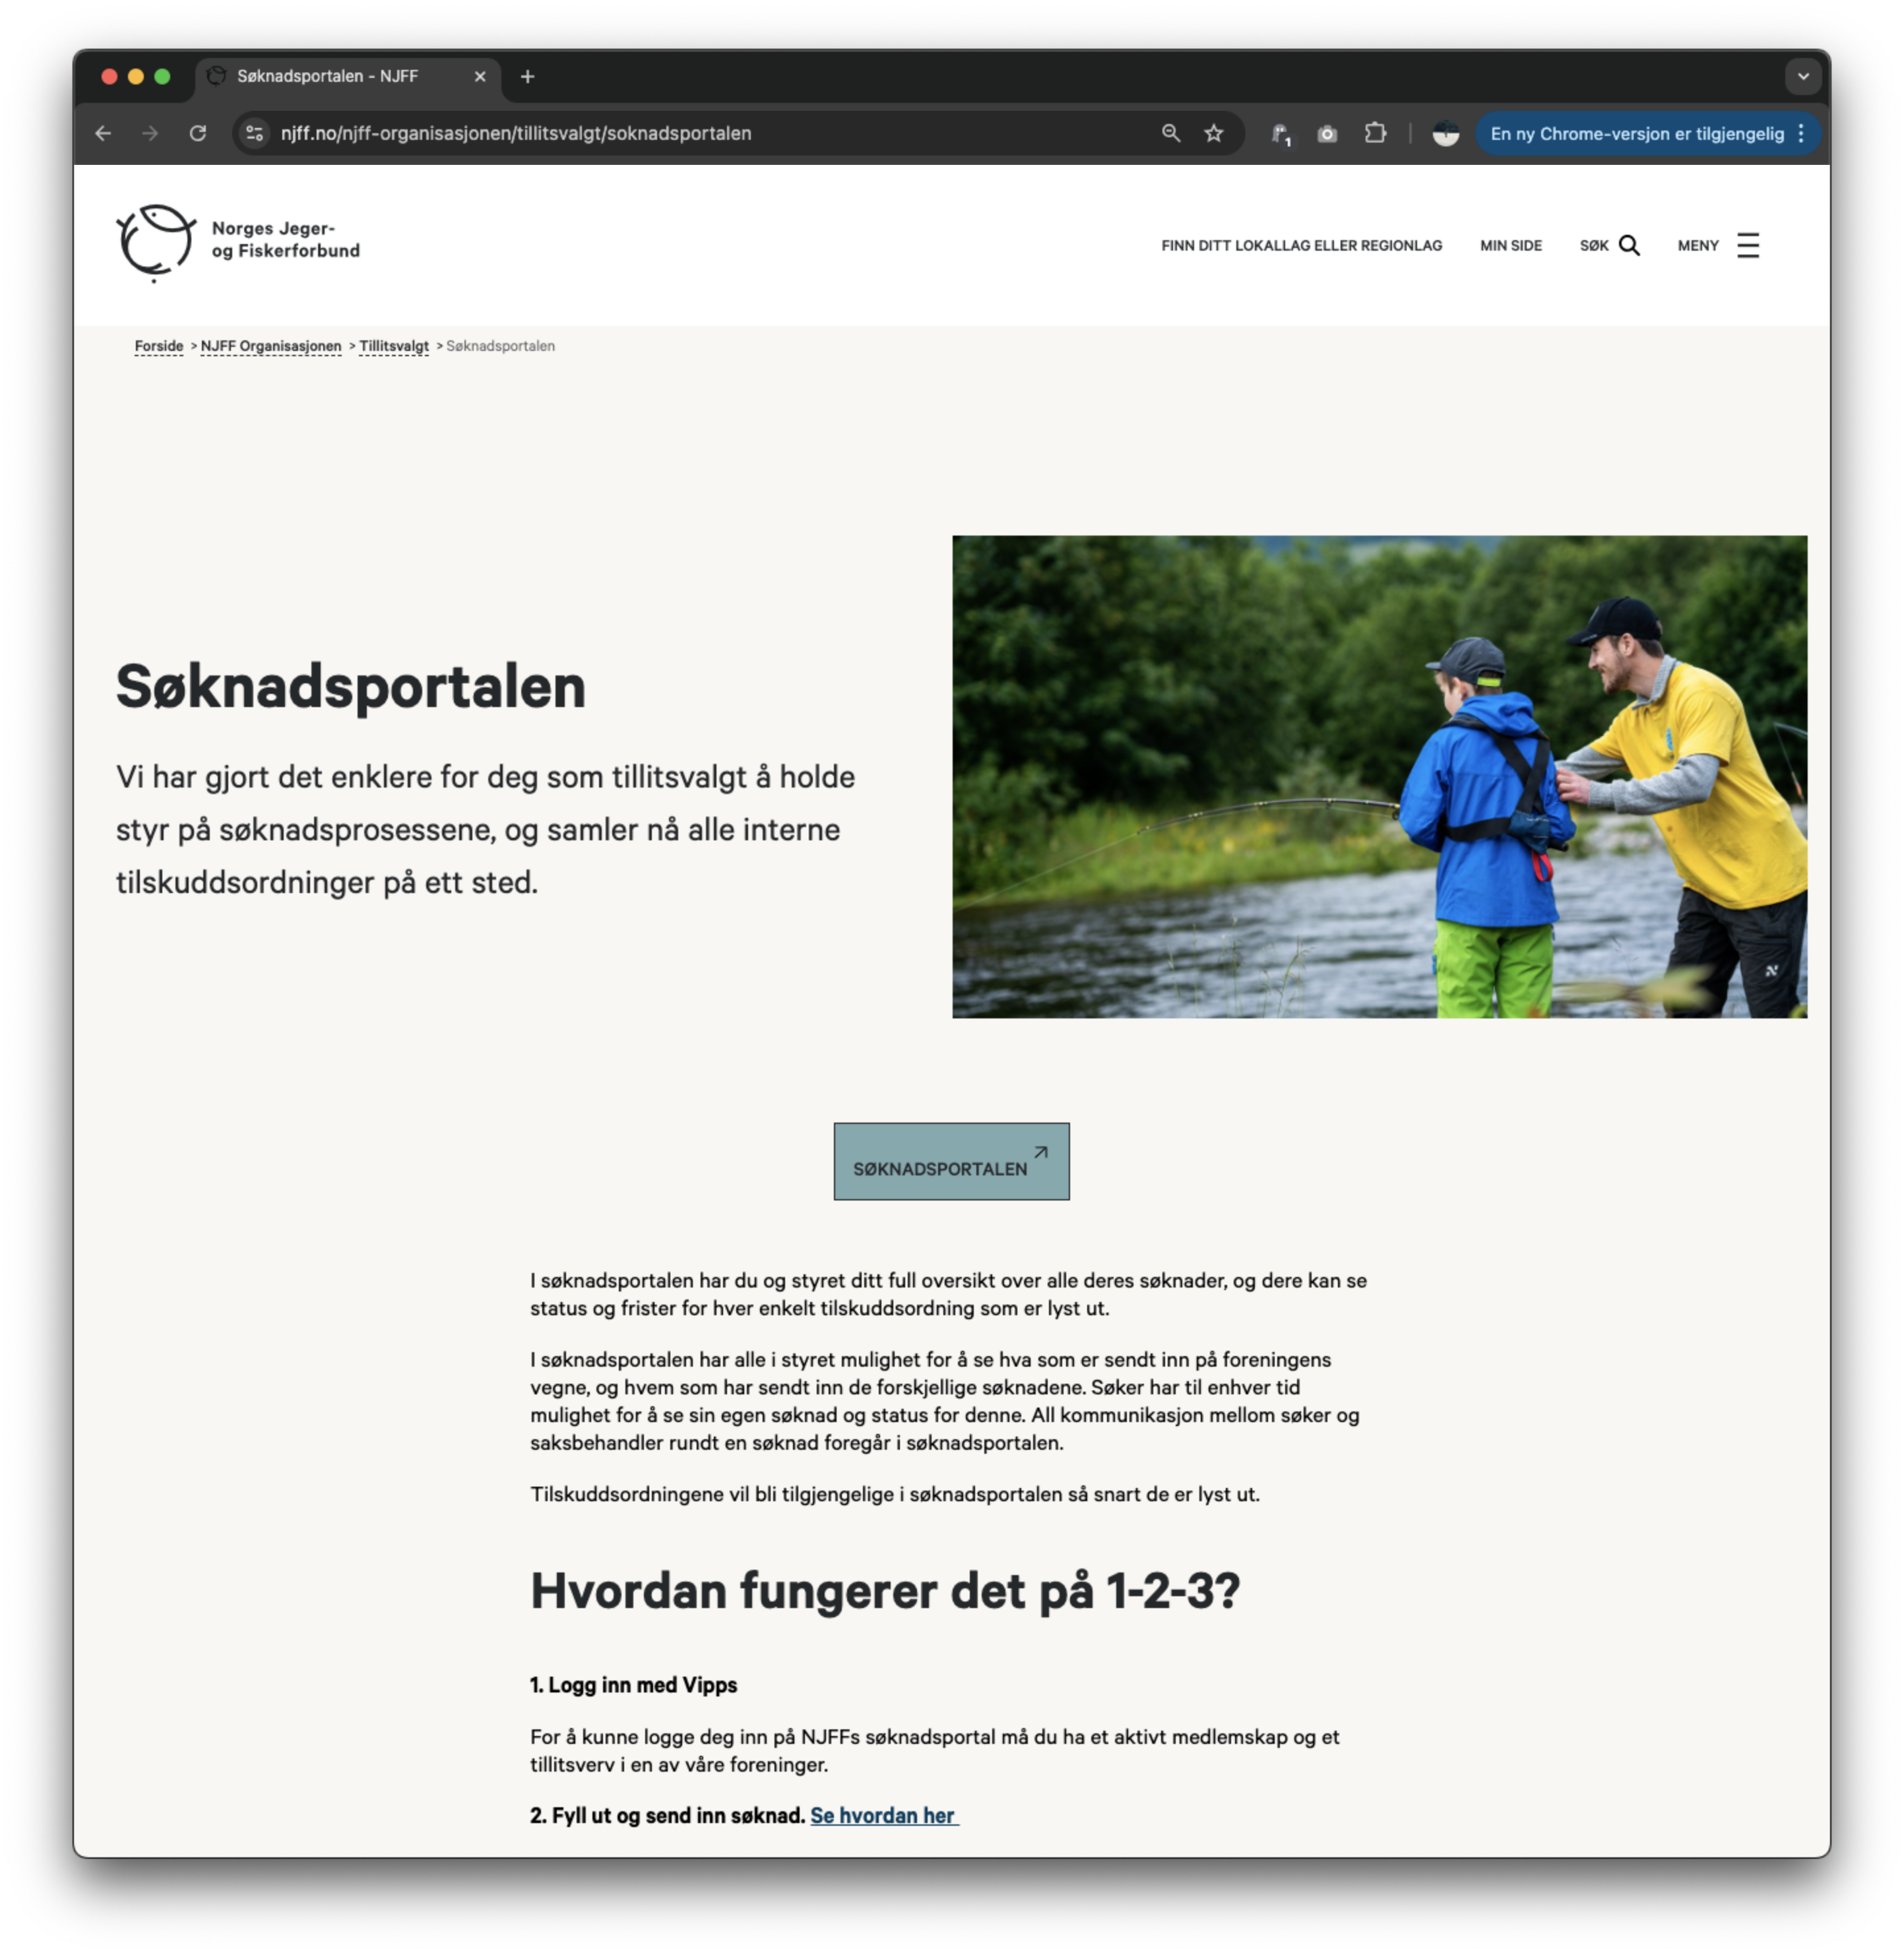 Søknadsportalen - NJFF
njff.no/njff-organisasjonen/tillitsvalgt/soknadsportalen
1
En ny Chrome-versjon er tilgjengelig
Norges Jeger-
og Fiskerforbund
FINN DITT LOKALLAG ELLER REGIONLAG
MIN SIDE
SØK
MENY
Forside > NJFF Organisasjonen > Tillitsvalgt > Søknadsportalen
Søknadsportalen
Vi har gjort det enklere for deg som tillitsvalgt å holde
styr på søknadsprosessene, og samler nå alle interne
tilskuddsordninger på ett sted.
SØKNADSPORTALEN
I søknadsportalen har du og styret ditt full oversikt over alle deres søknader, og dere kan se
status og frister for hver enkelt tilskuddsordning som er lyst ut.
I søknadsportalen har alle i styret mulighet for å se hva som er sendt inn på foreningens
vegne, og hvem som har sendt inn de forskjellige søknadene. Søker har til enhver tid
mulighet for å se sin egen søknad og status for denne. All kommunikasjon mellom søker og
saksbehandler rundt en søknad foregår i søknadsportalen.
Tilskuddsordningene vil bli tilgjengelige i søknadsportalen så snart de er lyst ut.
Hvordan fungerer det på 1-2-3?
1. Logg inn med Vipps
For å kunne logge deg inn på NJFFs søknadsportal må du ha et aktivt medlemskap og et
tillitsverv i en av våre foreninger.
2. Fyll ut og send inn søknad. Se hvordan her